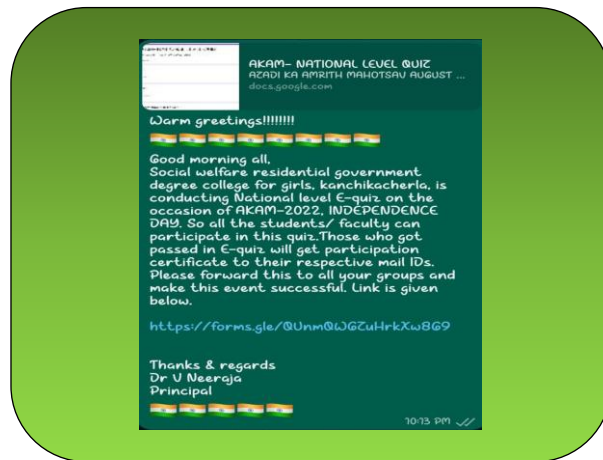 AKAM- NATIONAL LEVEL QUIZ
AZADI KA AMRITH MAHOTSAV AUGUST ...
docs.google.com
Warm greetings!!!!!!!!
🇮🇳🇮🇳🇮🇳🇮🇳🇮🇳🇮🇳🇮🇳🇮🇳
Good morning all,
Social welfare residential government
degree college for girls, kanchikacherla, is
conducting National level E-quiz on the
occasion of AKAM-2022, INDEPENDENCE
DAY. So all the students/ faculty can
participate in this quiz.Those who got
passed in E-quiz will get participation
certificate to their respective mail IDs.
Please forward this to all your groups and
make this event successful. Link is given
below.
https://forms.gle/QUnmQWGZuHrkXw8G9
Thanks & regards
Dr V Neeraja
Principal
🇮🇳🇮🇳🇮🇳🇮🇳🇮🇳
10:13 PM